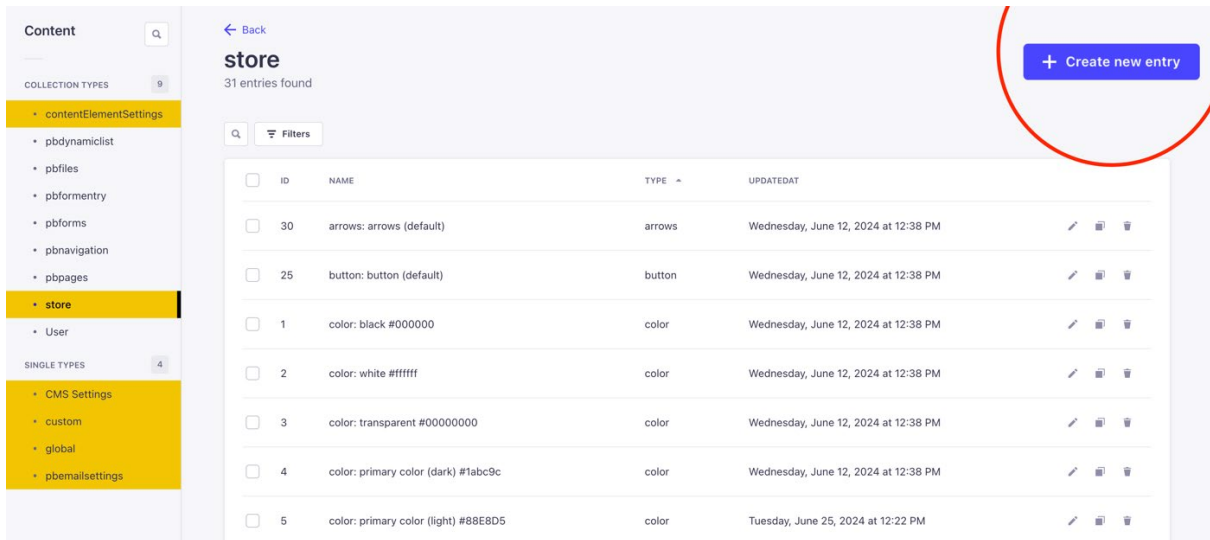 Content
COLLECTION TYPES 9
contentElementSettings
pbdynamiclist
pbfiles
pbformentry
pbforms
pbnavigation
pbpages
store
User
SINGLE TYPES 4
CMS Settings
custom
global
pbemailsettings
Back
store
31 entries found
Create new entry
Filters
ID NAME TYPE UPDATEDAT
30 arrows: arrows (default) arrows Wednesday, June 12, 2024 at 12:38 PM
25 button: button (default) button Wednesday, June 12, 2024 at 12:38 PM
1 color: black #000000 color Wednesday, June 12, 2024 at 12:38 PM
2 color: white #ffffff color Wednesday, June 12, 2024 at 12:38 PM
3 color: transparent #00000000 color Wednesday, June 12, 2024 at 12:38 PM
4 color: primary color (dark) #1abc9c color Wednesday, June 12, 2024 at 12:38 PM
5 color: primary color (light) #88E8D5 color Tuesday, June 25, 2024 at 12:22 PM